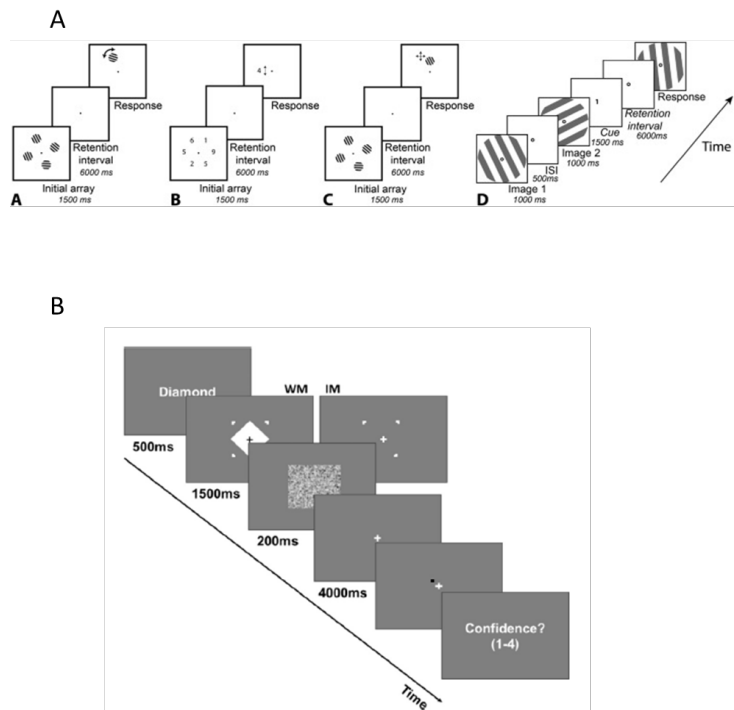 A
Response
Retention
interval
6000 ms
Initial array
1500 ms
A
4
Response
Retention
interval
6000 ms
6 1
5 9
2 5
Initial array
1500 ms
B
Response
Retention
interval
6000 ms
Initial array
1500 ms
C
Response
Retention
interval
6000ms
1
Cue
1500 ms
Image 2
1000 ms
ISI
500ms
Image 1
1000 ms
D
Time
B
Diamond
500ms
WM IM
1500ms
200ms
4000ms
Confidence?
(1-4)
Time